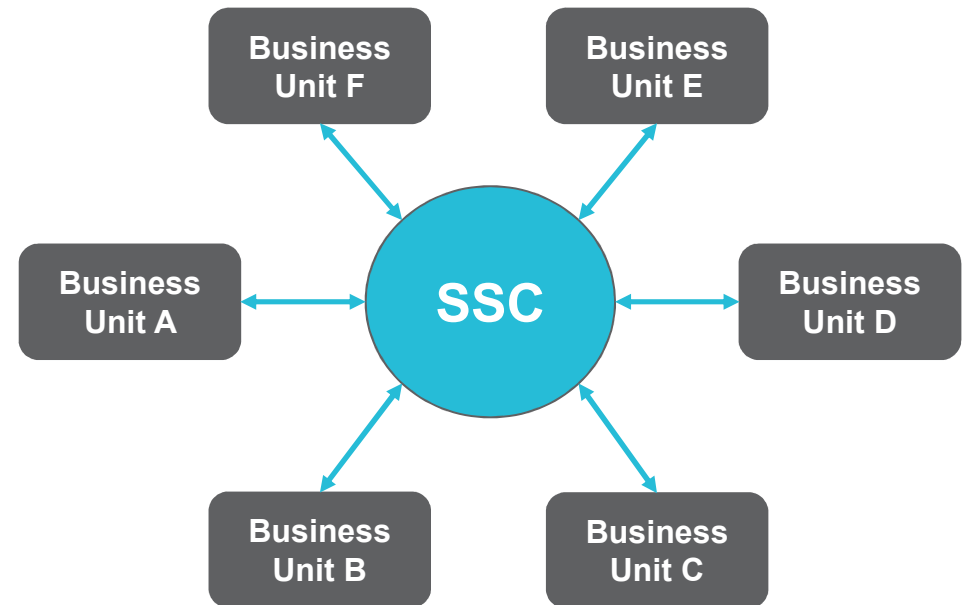 Business
Unit F
Business
Unit E
Business
Unit A
SSC
Business
Unit D
Business
Unit B
Business
Unit C